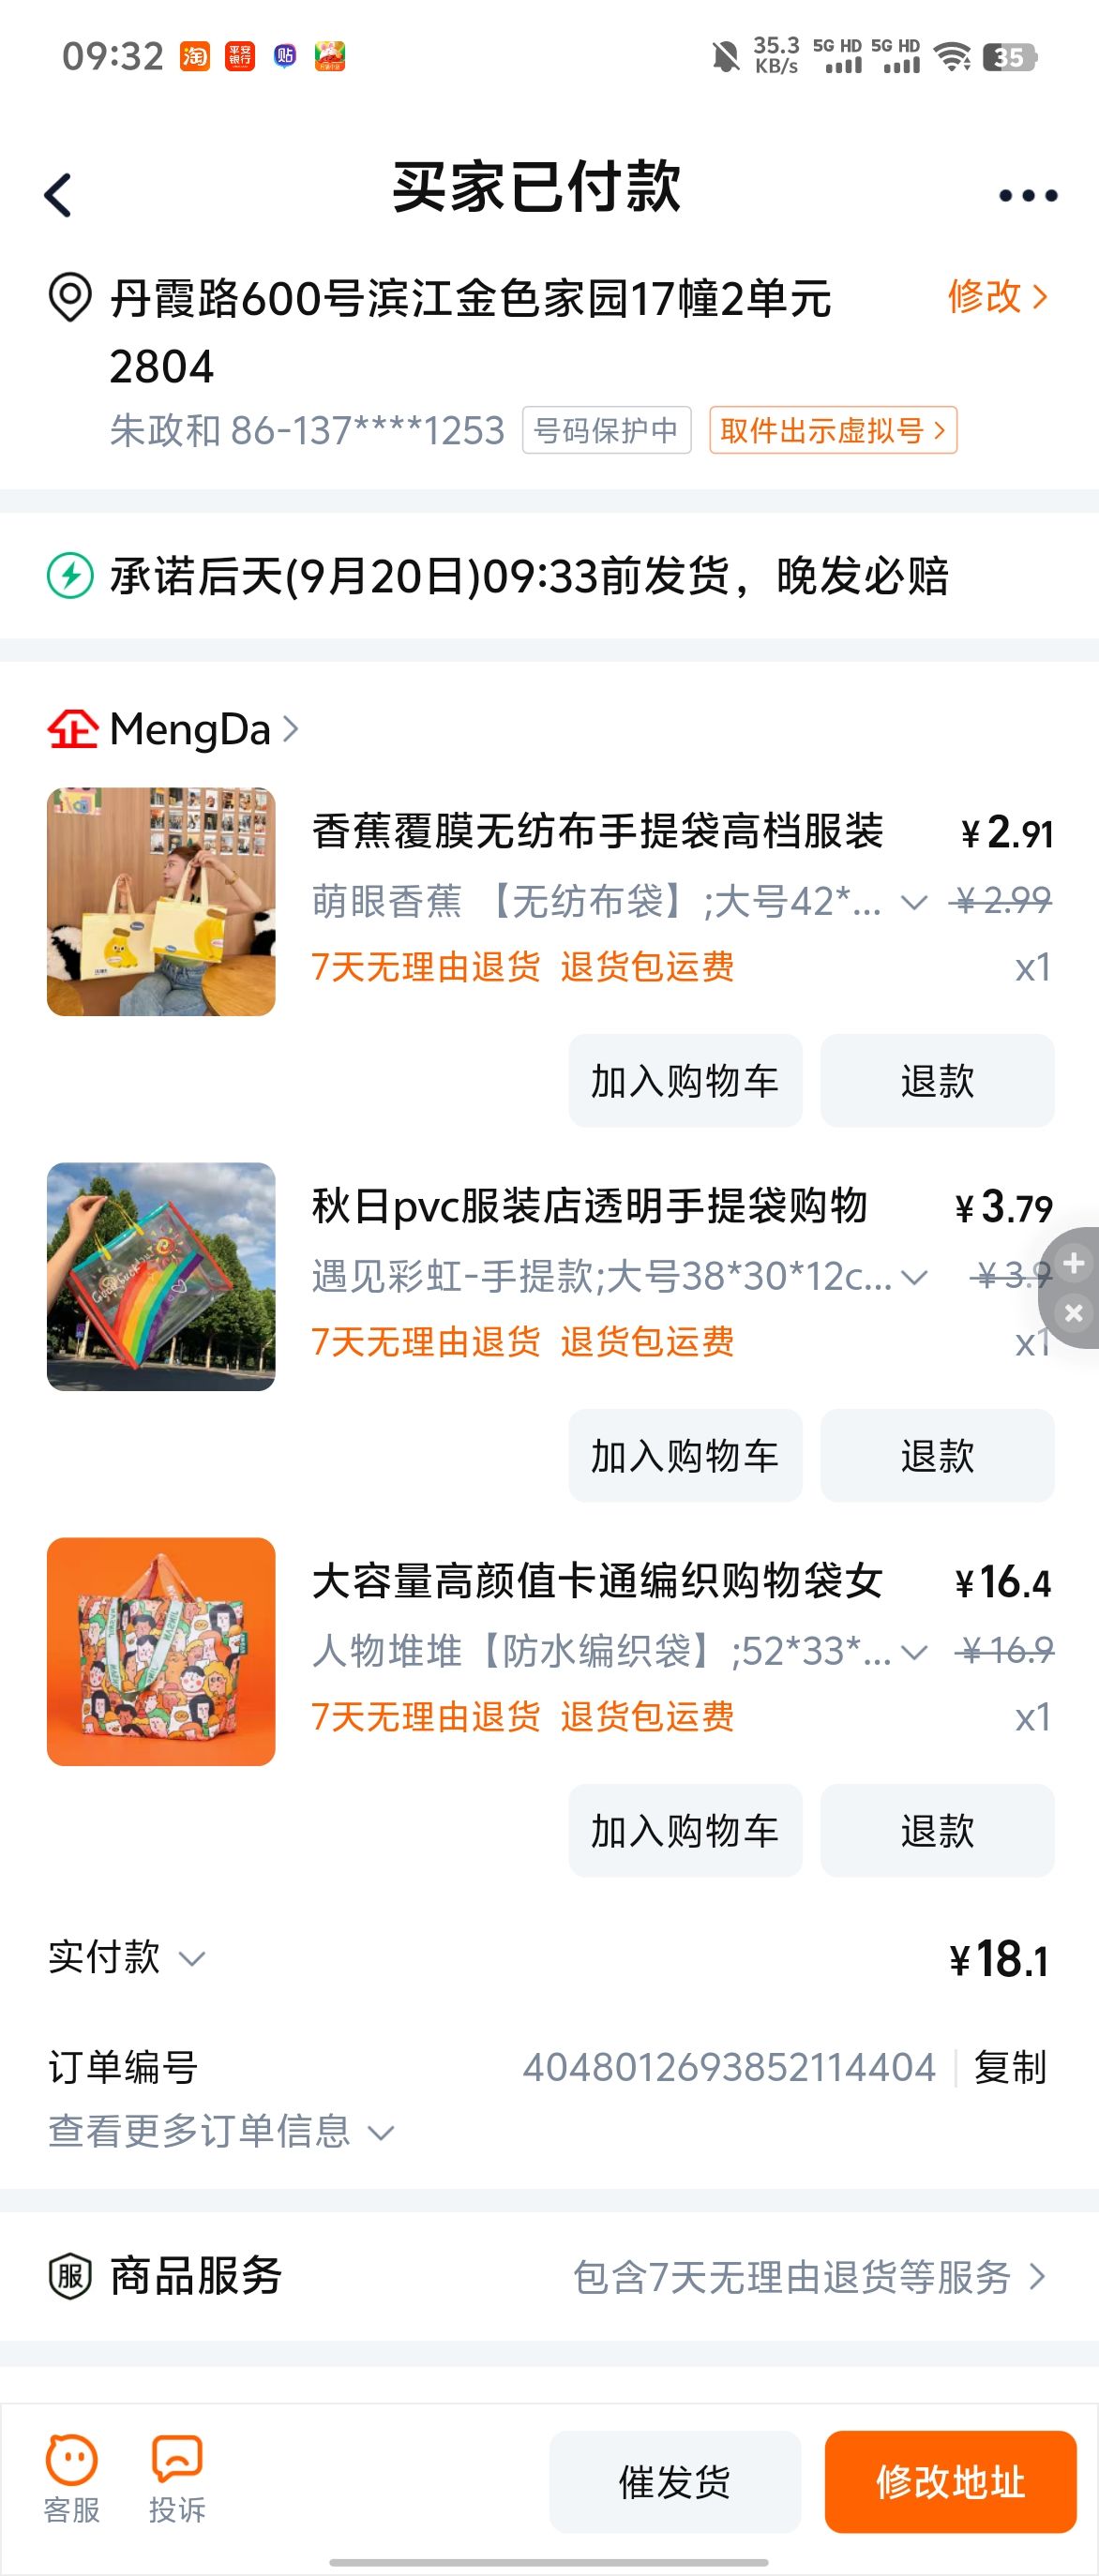 09:32 淘 平安银行 贴 35.3 KB/s 5G HD 5G HD 35
买家已付款
丹霞路600号滨江金色家园17幢2单元 修改
2804
朱政和 86-137****1253 号码保护中 取件出示虚拟号
承诺后天(9月20日)09:33前发货，晚发必赔
企 MengDa
香蕉覆膜无纺布手提袋高档服装 ¥2.91
萌眼香蕉 【无纺布袋】;大号42*... ¥2.99
7天无理由退货 退货包运费 x1
加入购物车 退款
秋日pvc服装店透明手提袋购物 ¥3.79
遇见彩虹-手提款;大号38*30*12c... ¥3.9
7天无理由退货 退货包运费 x1
加入购物车 退款
大容量高颜值卡通编织购物袋女 ¥16.4
人物堆堆【防水编织袋】;52*33*... ¥16.9
7天无理由退货 退货包运费 x1
加入购物车 退款
实付款 ¥18.1
订单编号 4048012693852114404 复制
查看更多订单信息
服 商品服务 包含7天无理由退货等服务
客服 投诉 催发货 修改地址